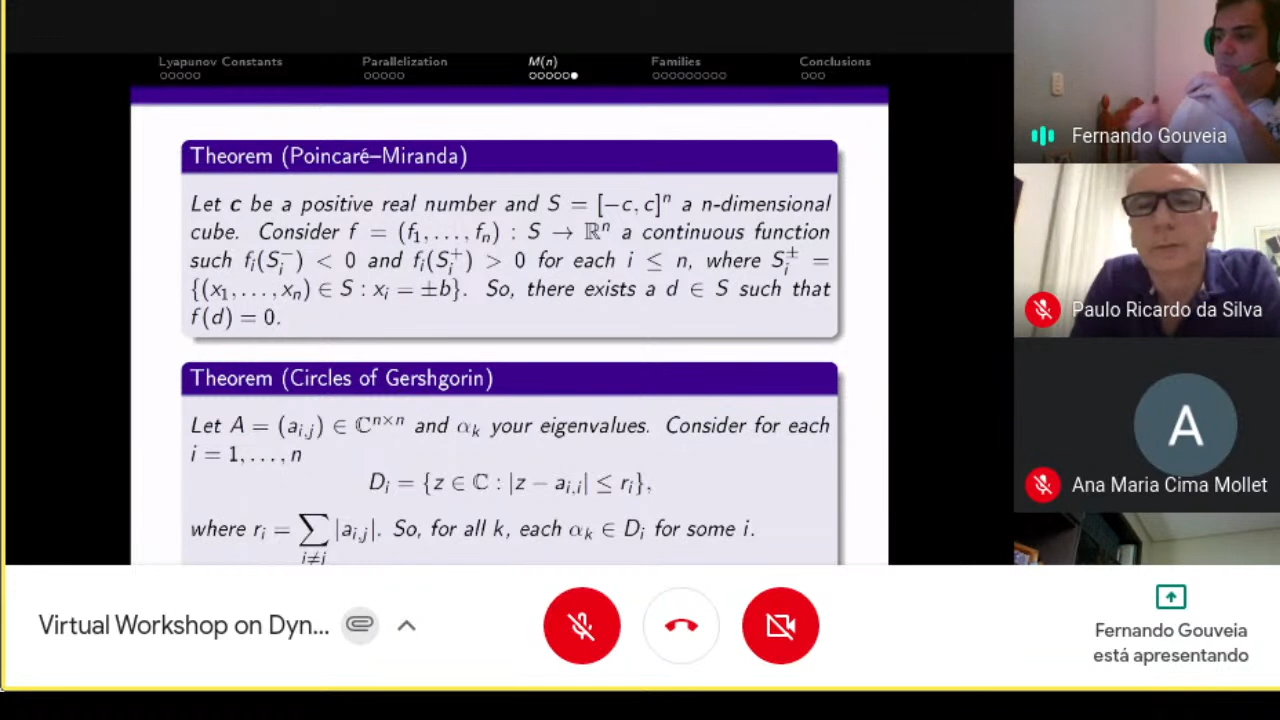 Lyapunov Constants Parallelization M(n) Families Conclusions
Theorem (Poincaré–Miranda)
Let c be a positive real number and S = [−c, c]ⁿ a n-dimensional
cube. Consider f = (f₁, . . . , fₙ) : S → ℝⁿ a continuous function
such fᵢ(Sᵢ⁻) < 0 and fᵢ(Sᵢ⁺) > 0 for each i ≤ n, where Sᵢ± =
{(x₁, . . . , xₙ) ∈ S : xᵢ = ±b}. So, there exists a d ∈ S such that
f(d) = 0.
Theorem (Circles of Gershgorin)
Let A = (aᵢ,ⱼ) ∈ ℂⁿˣⁿ and αₖ your eigenvalues. Consider for each
i = 1, . . . , n
Dᵢ = {z ∈ ℂ : |z − aᵢ,ᵢ| ≤ rᵢ},
where rᵢ = ∑ |aᵢ,ⱼ|. So, for all k, each αₖ ∈ Dᵢ for some i.
i≠j
Fernando Gouveia
Paulo Ricardo da Silva
A
Ana Maria Cima Mollet
Virtual Workshop on Dyn...
Fernando Gouveia
está apresentando